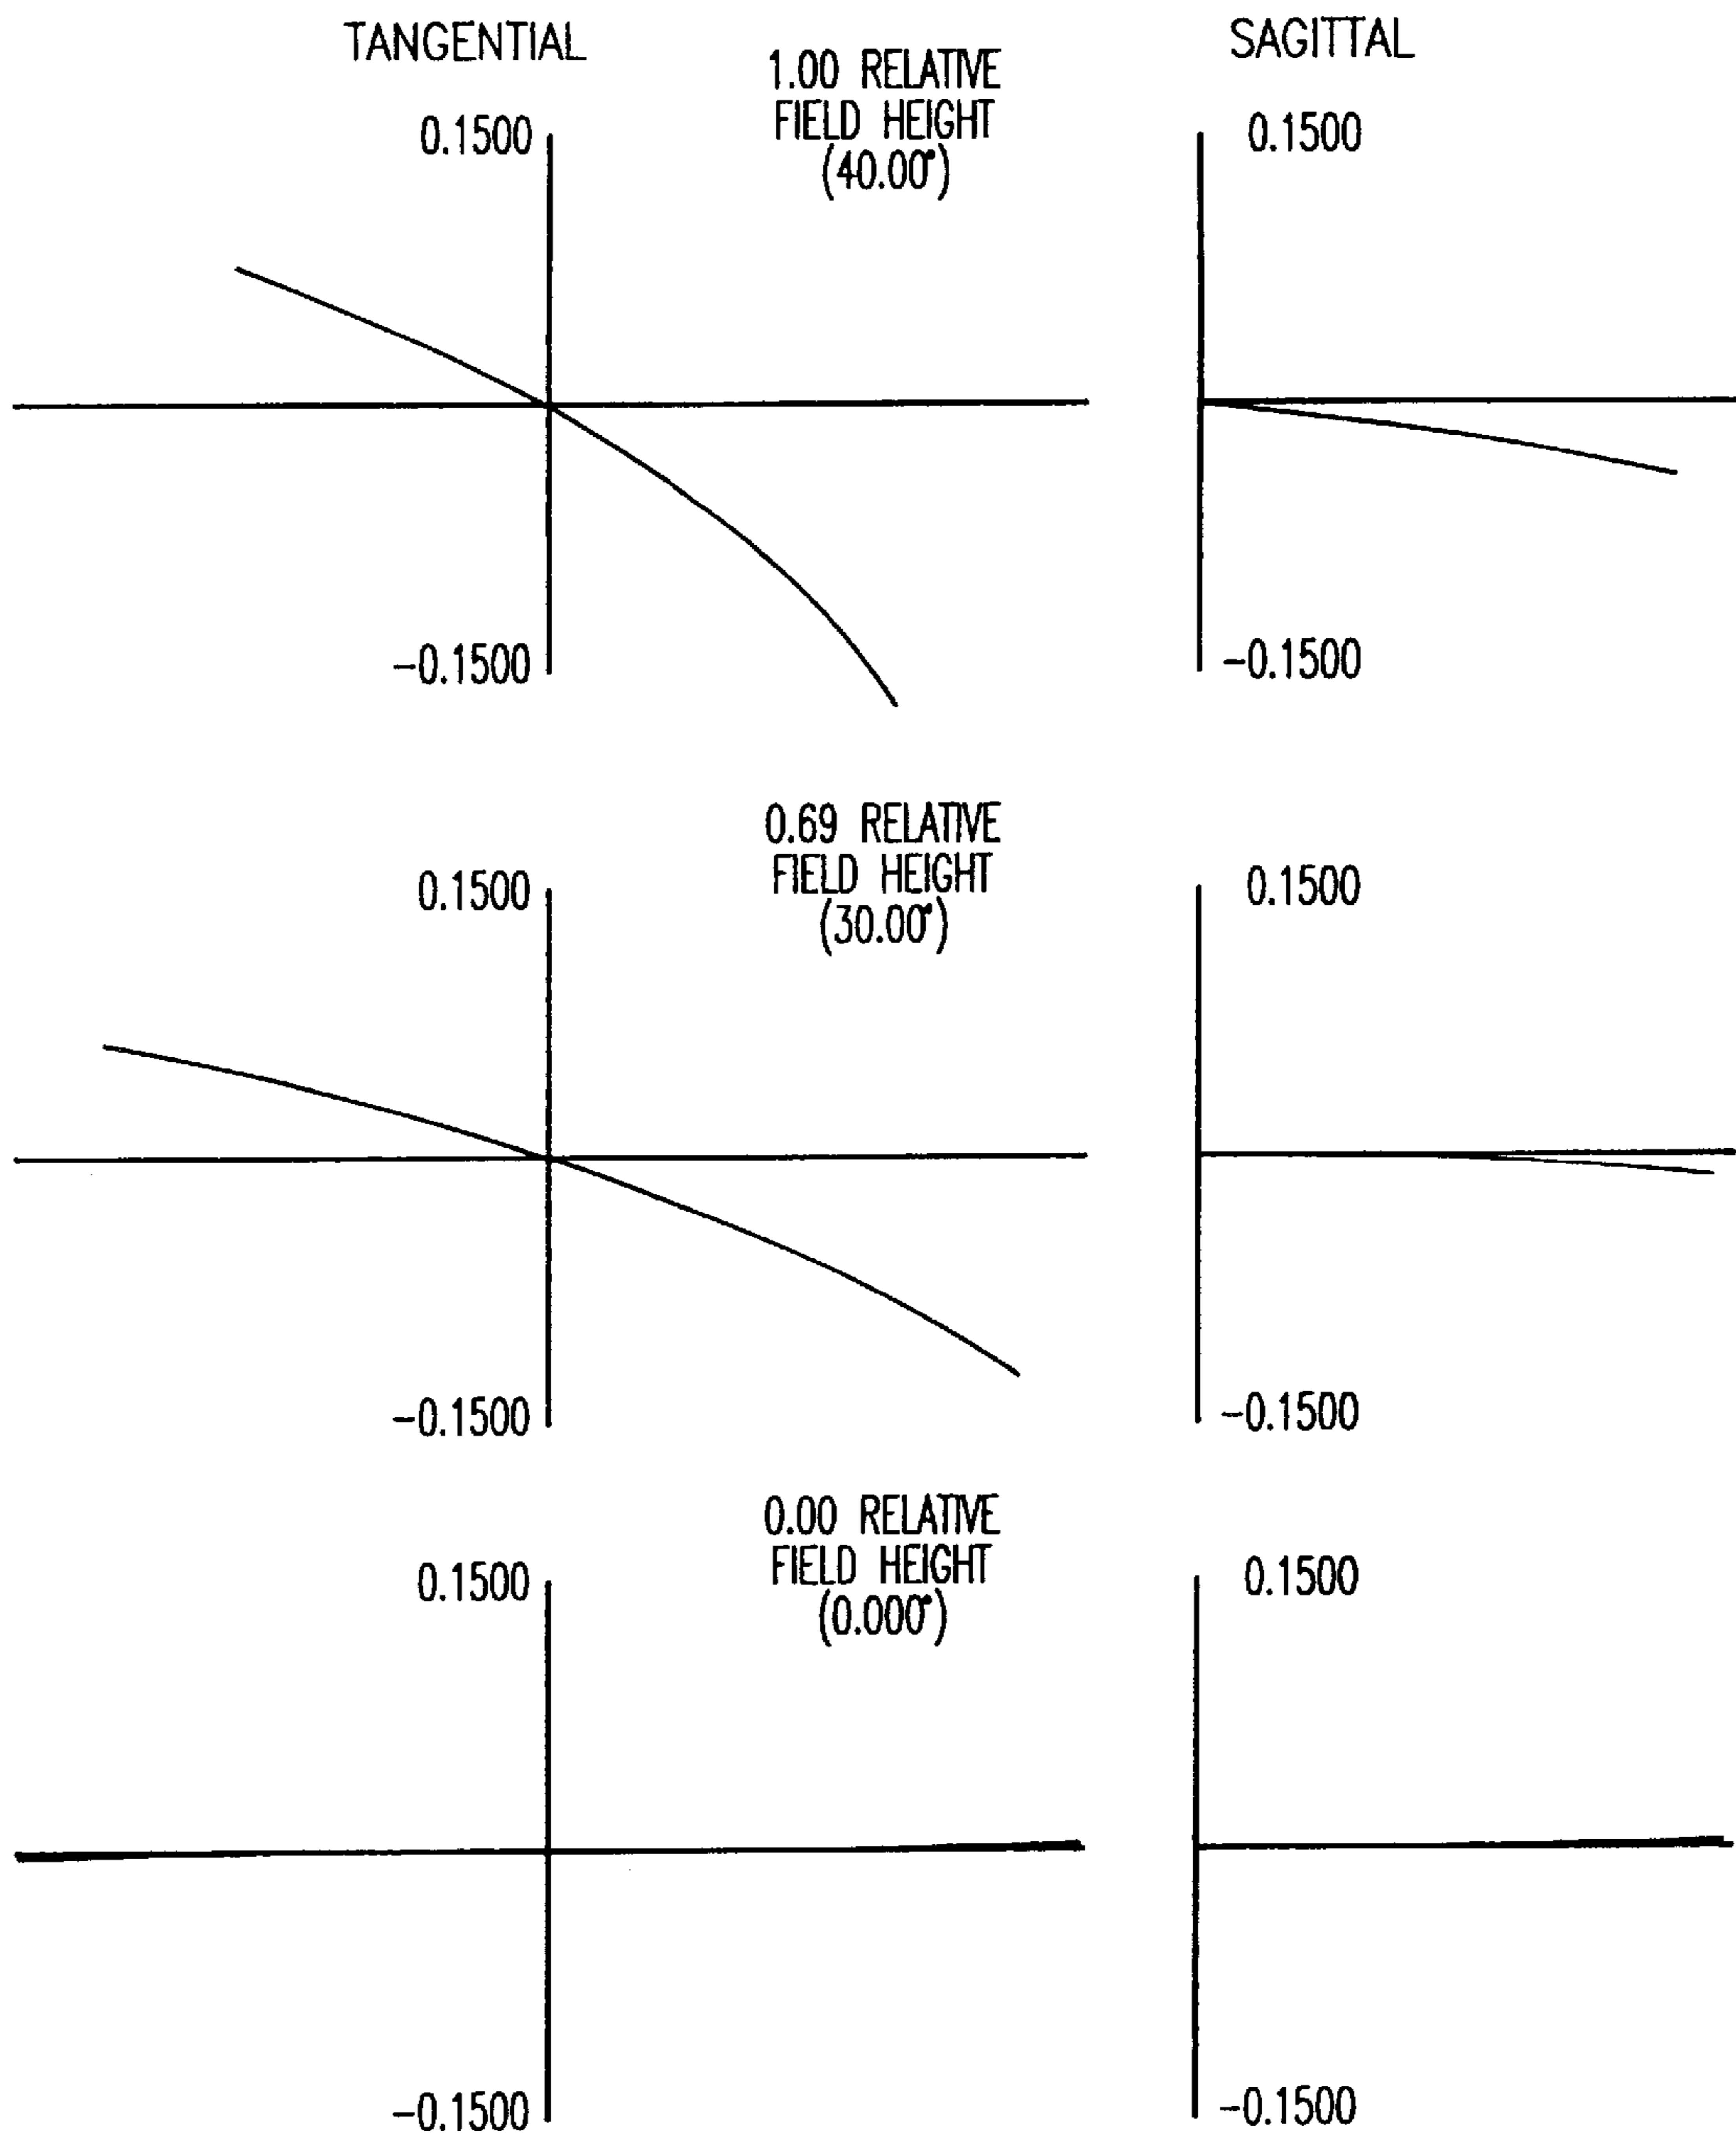 TANGENTIAL
SAGITTAL
1.00 RELATIVE
FIELD HEIGHT
(40.00°)
0.1500
0.1500
-0.1500
-0.1500
0.69 RELATIVE
FIELD HEIGHT
(30.00°)
0.1500
0.1500
-0.1500
-0.1500
0.00 RELATIVE
FIELD HEIGHT
(0.000°)
0.1500
0.1500
-0.1500
-0.1500